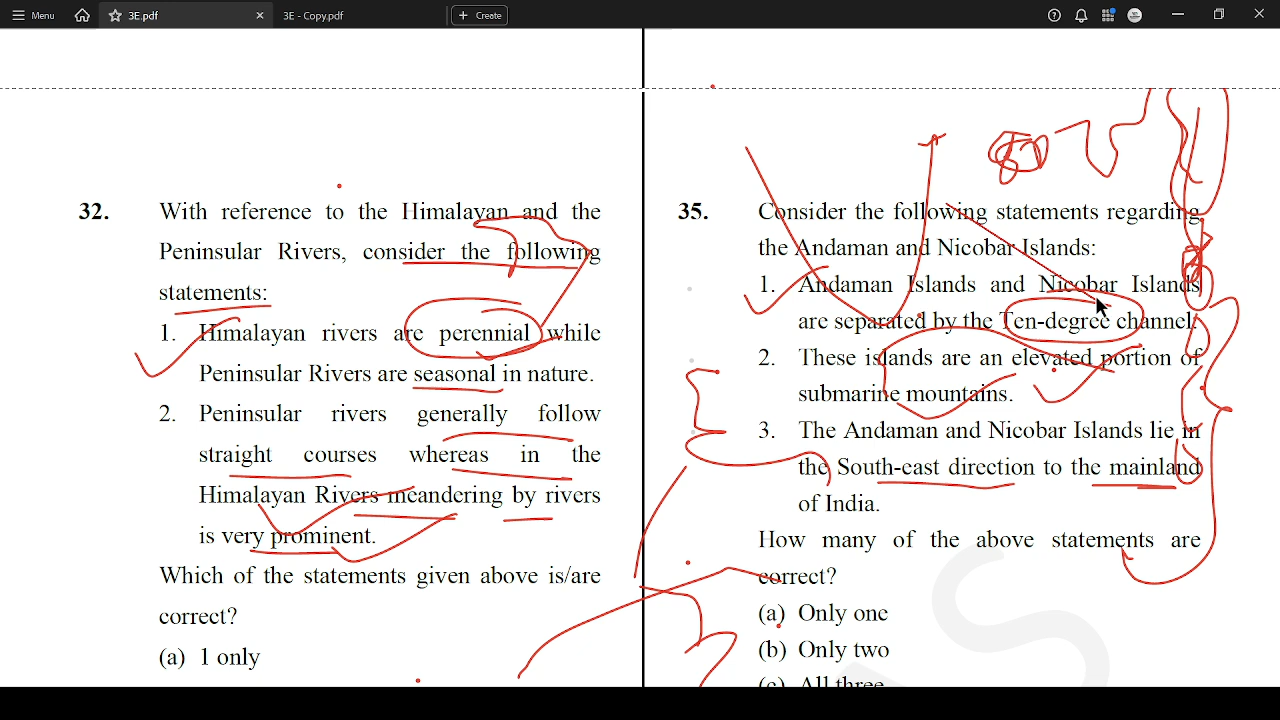 Menu
3E.pdf
3E - Copy.pdf
Create
32. With reference to the Himalayan and the
Peninsular Rivers, consider the following
statements:
1. Himalayan rivers are perennial while
Peninsular Rivers are seasonal in nature.
2. Peninsular rivers generally follow
straight courses whereas in the
Himalayan Rivers meandering by rivers
is very prominent.
Which of the statements given above is/are
correct?
(a) 1 only
35. Consider the following statements regarding
the Andaman and Nicobar Islands:
1. Andaman Islands and Nicobar Islands
are separated by the Ten-degree channel.
2. These islands are an elevated portion of
submarine mountains.
3. The Andaman and Nicobar Islands lie in
the South-east direction to the mainland
of India.
How many of the above statements are
correct?
(a) Only one
(b) Only two
(c) All three